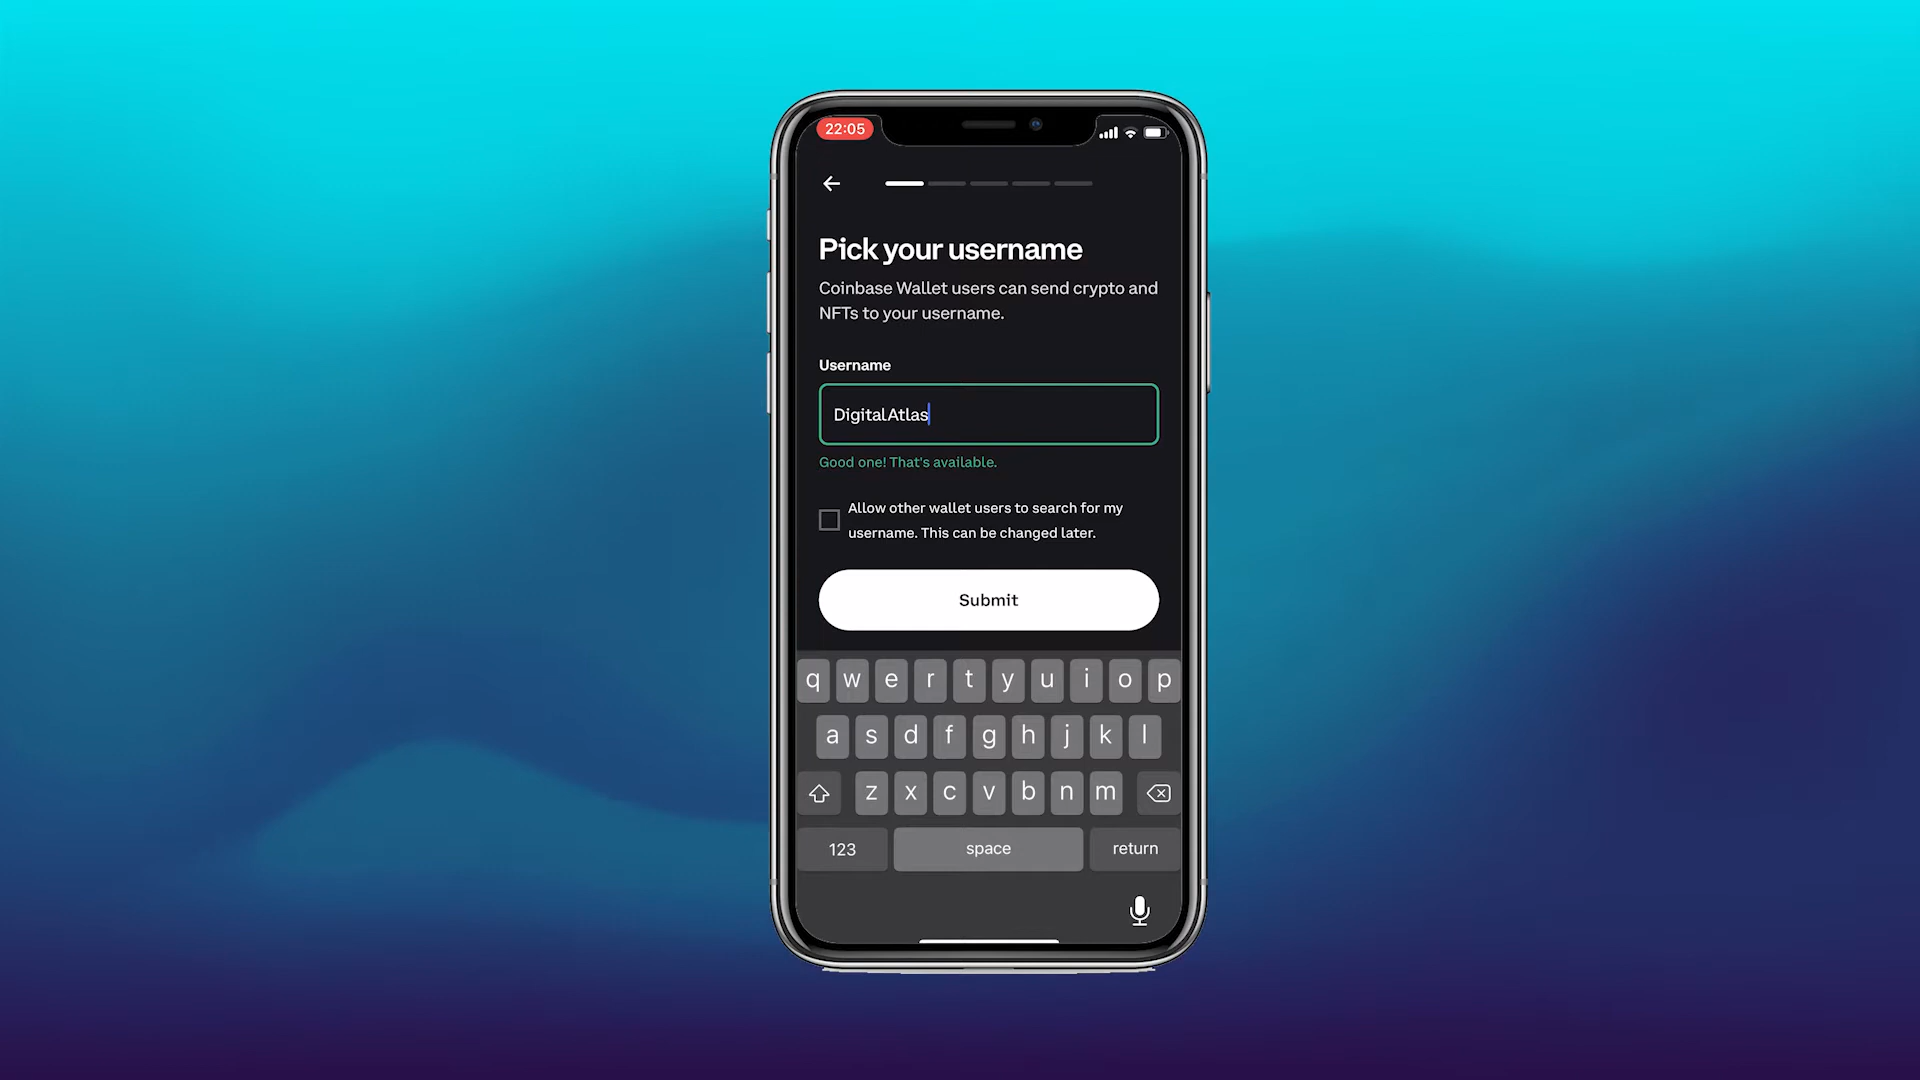 22:05
Pick your username
Coinbase Wallet users can send crypto and
NFTs to your username.
Username
DigitalAtlas
Good one! That's available.
Allow other wallet users to search for my
username. This can be changed later.
Submit
q w e r t y u i o p
a s d f g h j k l
z x c v b n m
123 space return